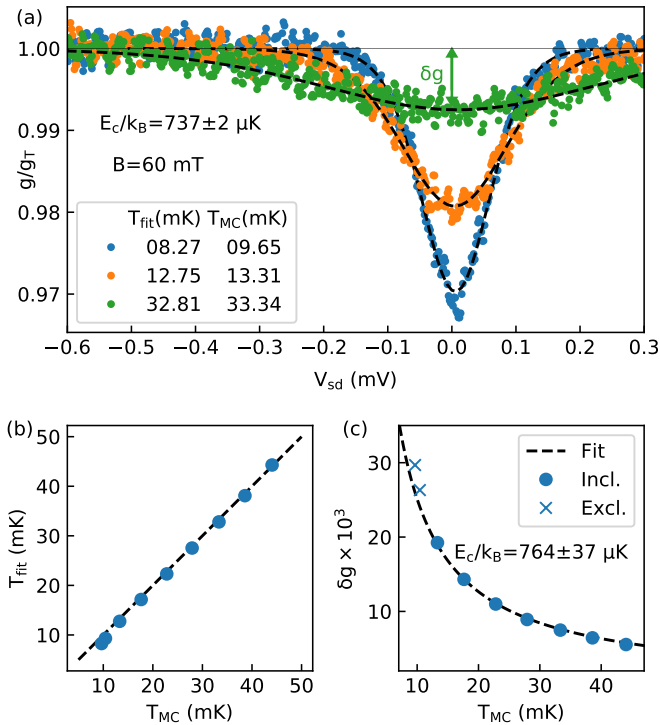 (a)
1.00
0.99
0.98
0.97
g/g_T
δg
E_c/k_B=737±2 μK
B=60 mT
T_fit(mK) T_MC(mK)
08.27 09.65
12.75 13.31
32.81 33.34
−0.6 −0.5 −0.4 −0.3 −0.2 −0.1 0.0 0.1 0.2 0.3
V_sd (mV)
(b)
50
40
30
20
10
T_fit (mK)
10 20 30 40 50
T_MC (mK)
(c)
30
20
10
δg × 10³
Fit
Incl.
Excl.
E_c/k_B=764±37 μK
10 20 30 40
T_MC (mK)